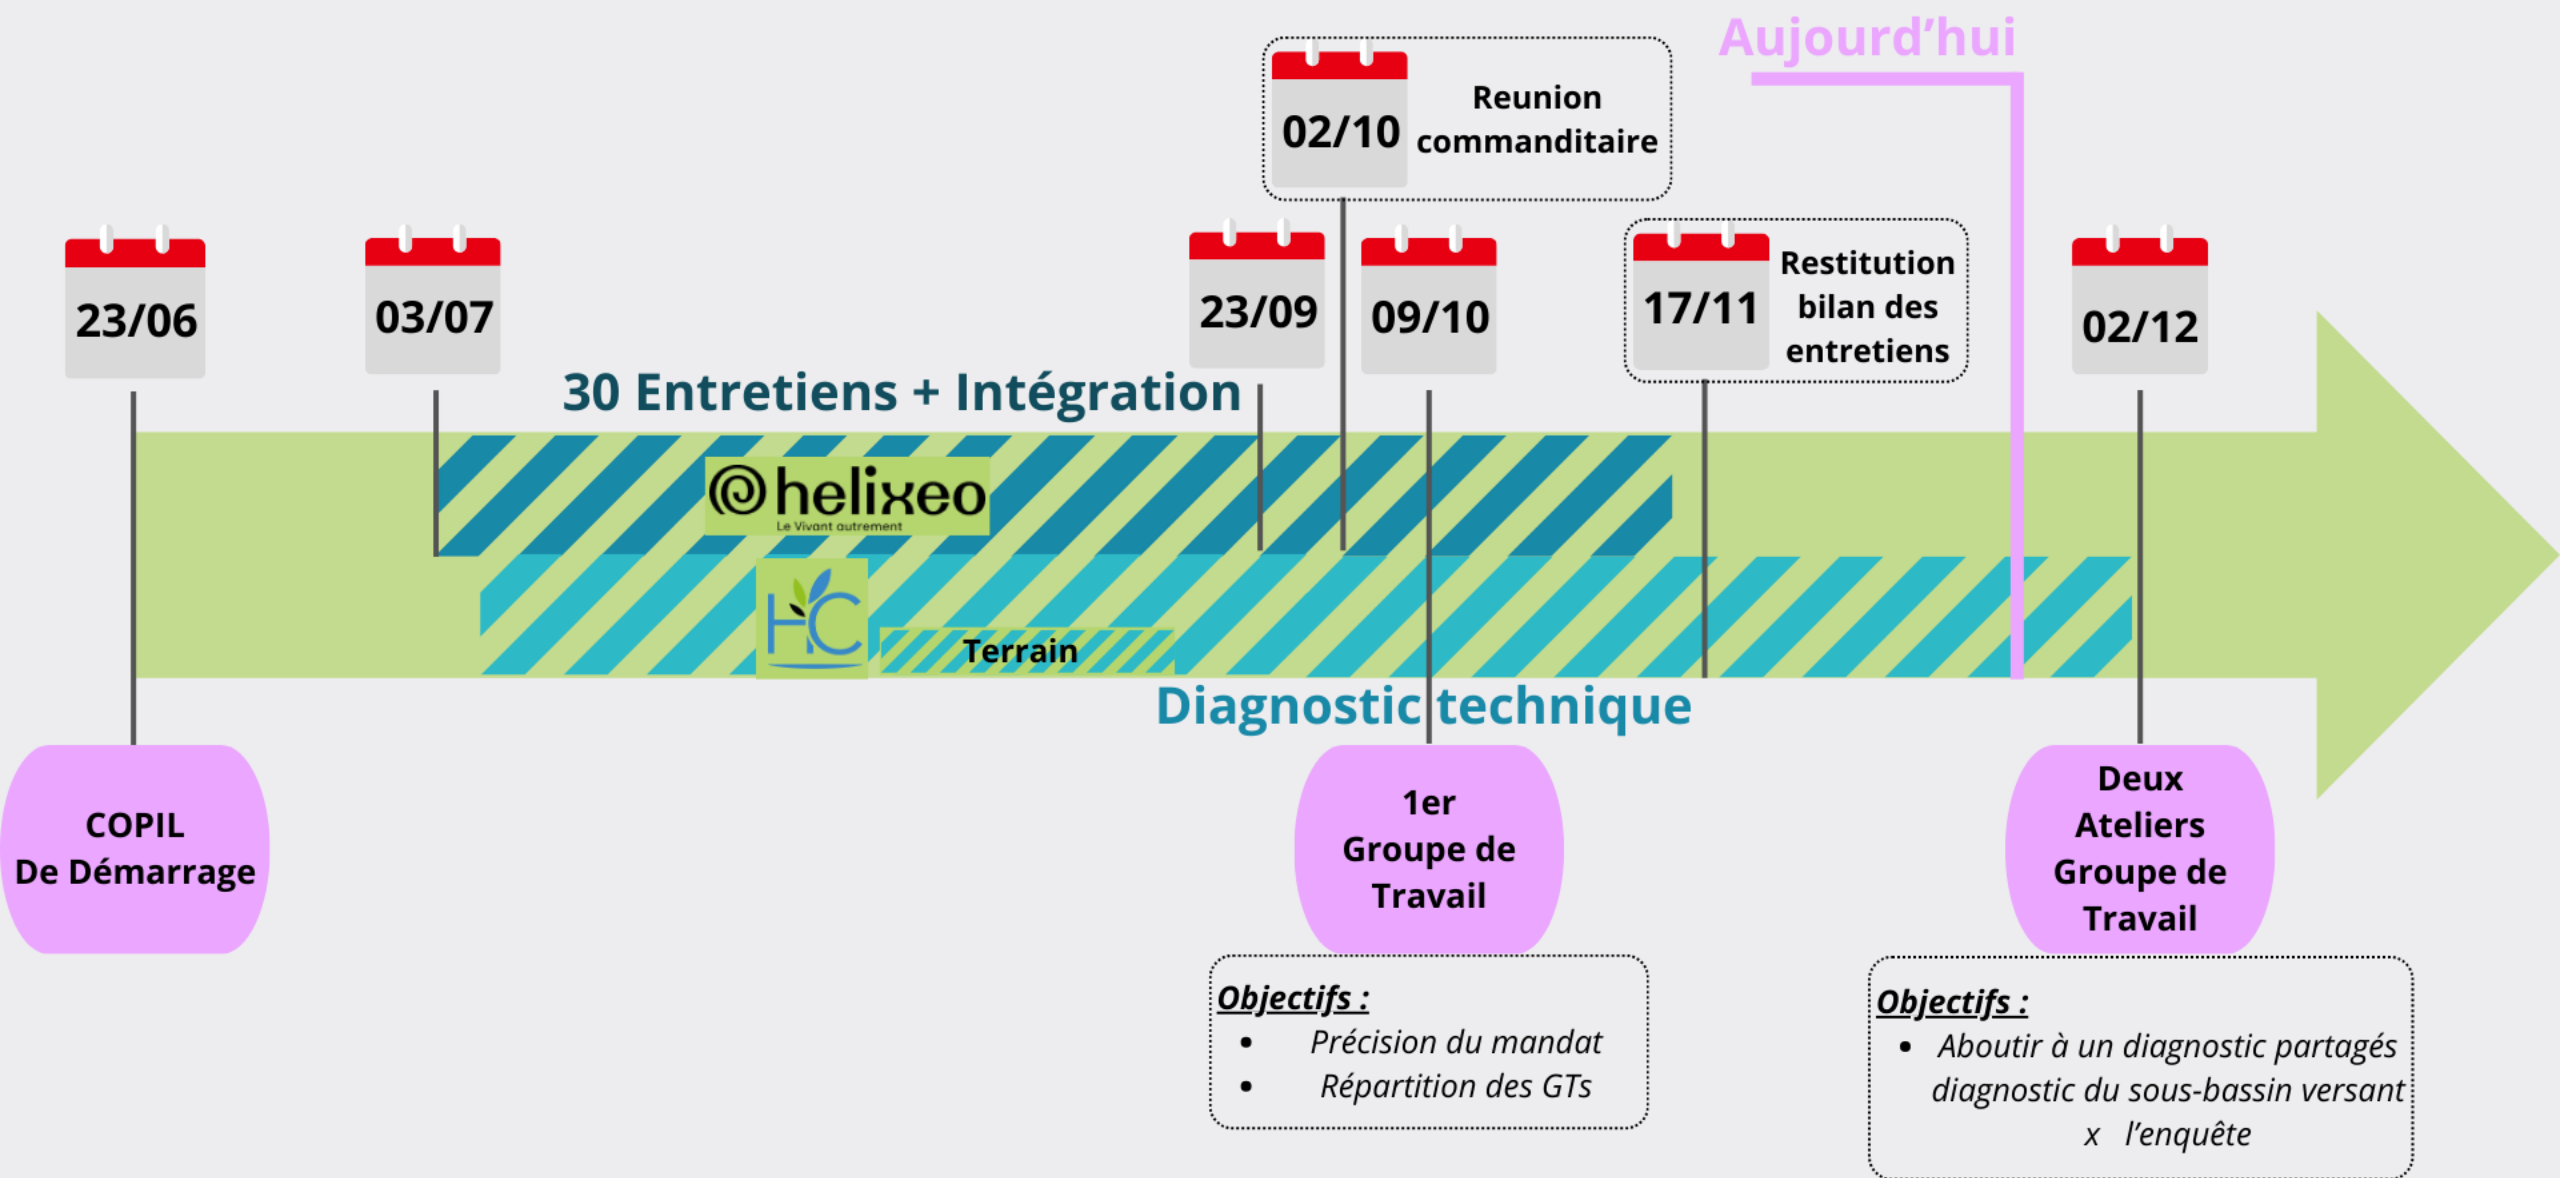 Aujourd’hui
02/10
Reunion
commanditaire
23/06
03/07
23/09
09/10
17/11
Restitution
bilan des
entretiens
02/12
30 Entretiens + Intégration
helixeo
Le Vivant autrement
HC
Terrain
Diagnostic technique
COPIL
De Démarrage
1er
Groupe de
Travail
Deux
Ateliers
Groupe de
Travail
Objectifs :
• Précision du mandat
• Répartition des GTs
Objectifs :
• Aboutir à un diagnostic partagés
diagnostic du sous-bassin versant
x l’enquête